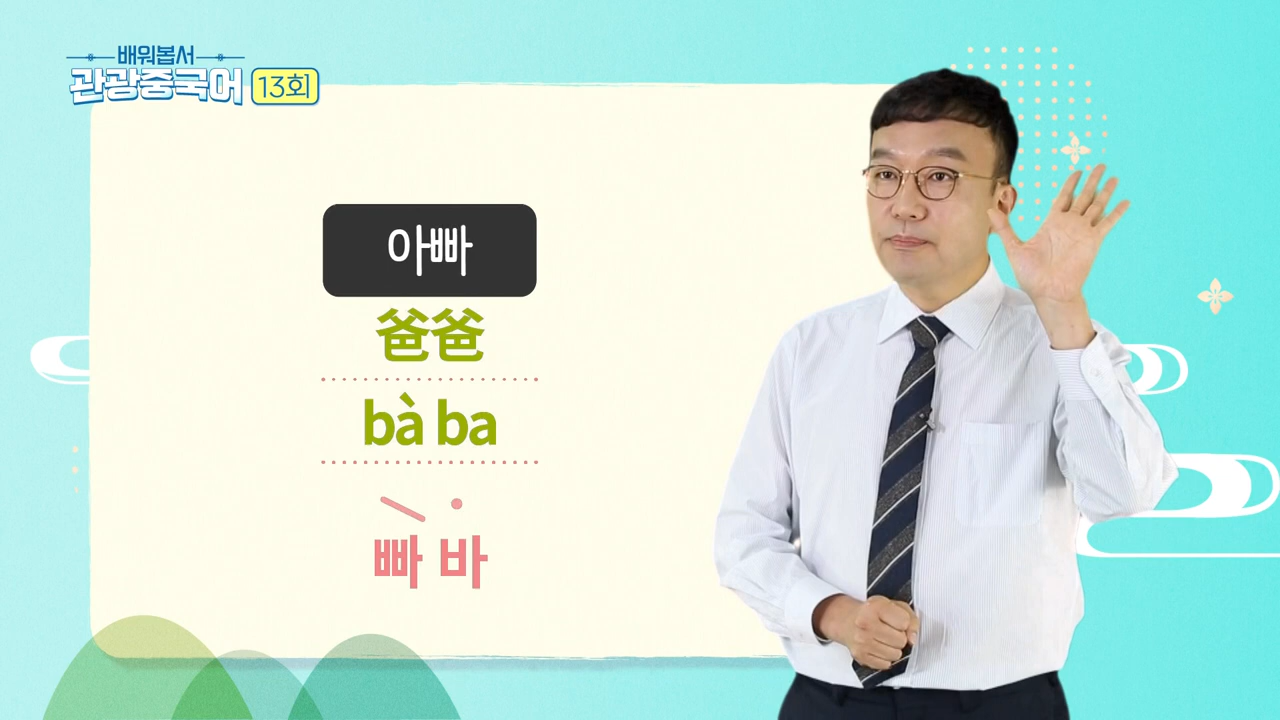 배워봅서
관광중국어 13회
아빠
爸爸
bà ba
빠 바